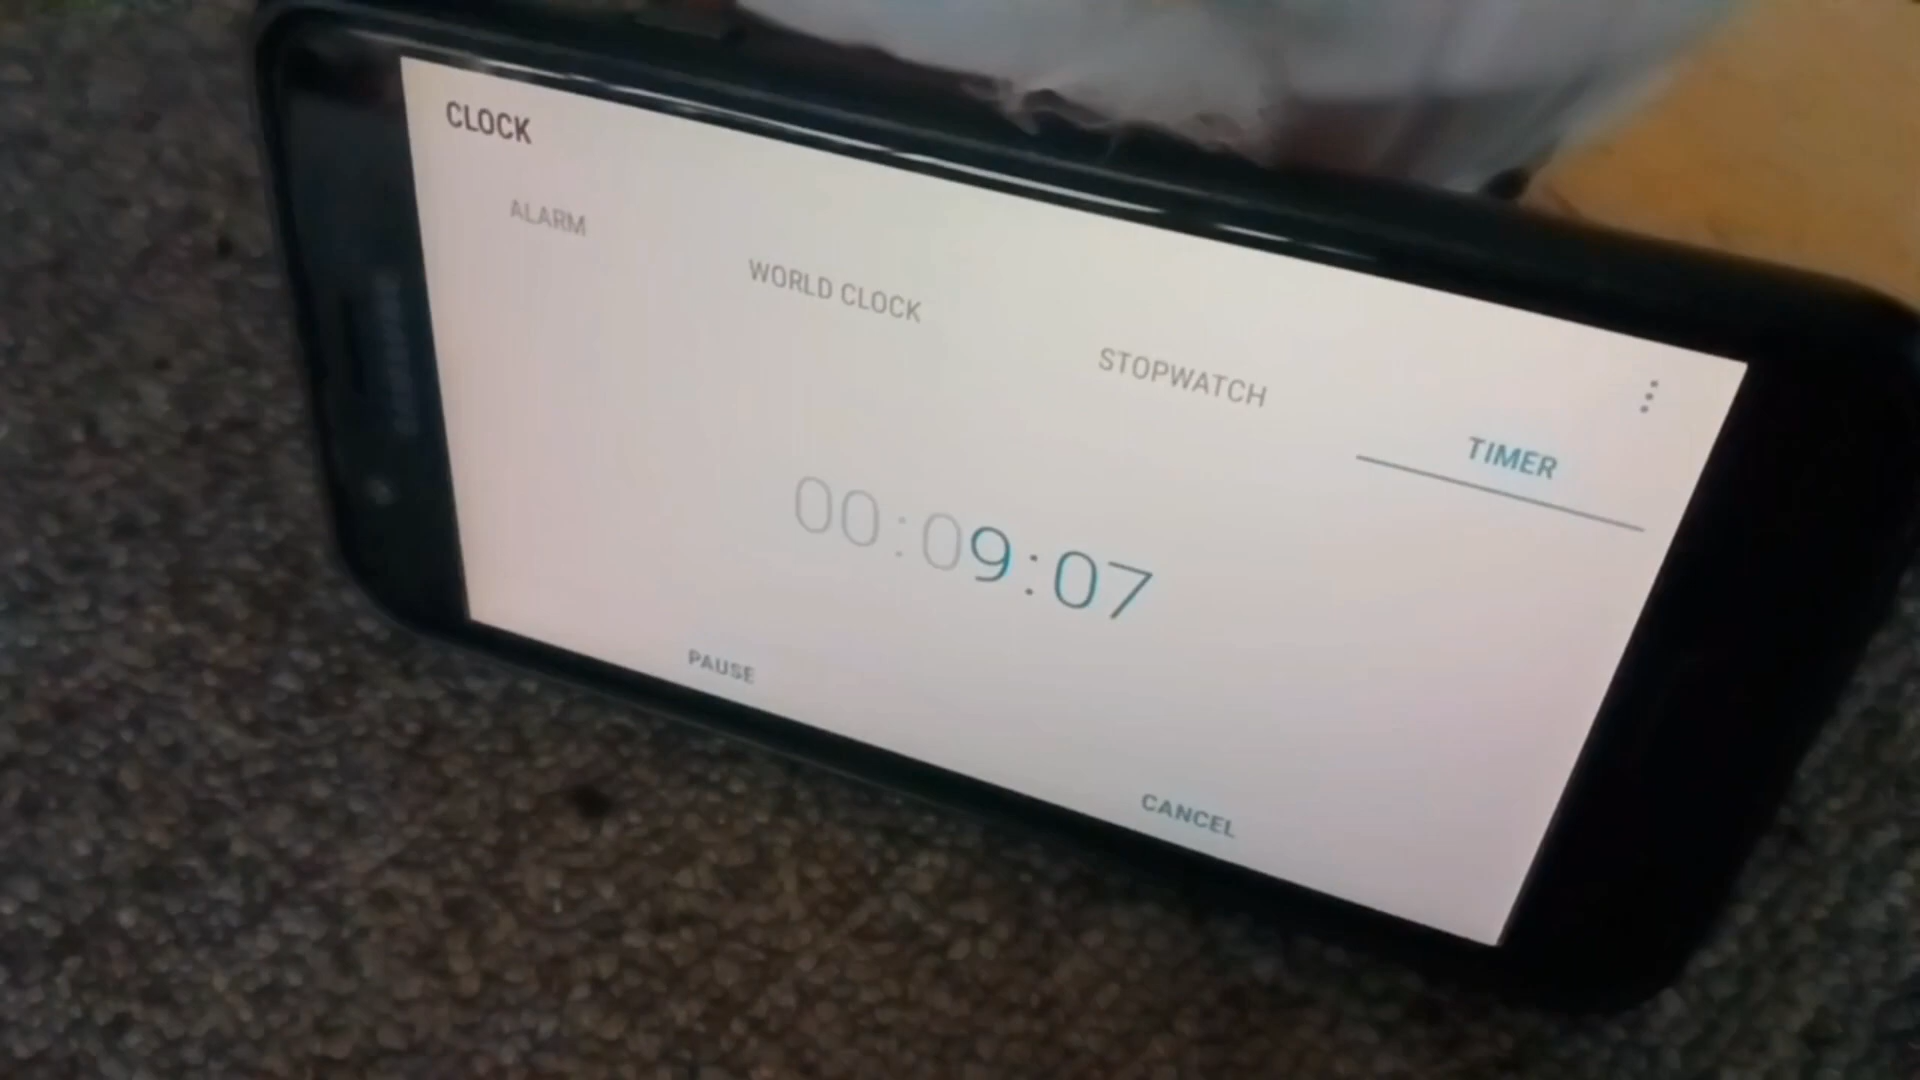 CLOCK
ALARM
WORLD CLOCK
STOPWATCH
TIMER
00:09:07
PAUSE
CANCEL